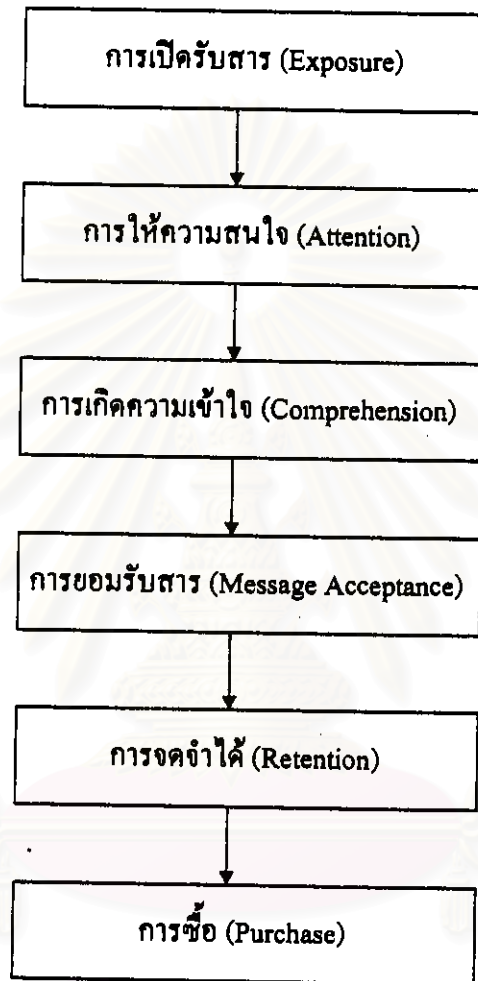 การเปิดรับสาร (Exposure)
การให้ความสนใจ (Attention)
การเกิดความเข้าใจ (Comprehension)
การยอมรับสาร (Message Acceptance)
การจดจำได้ (Retention)
การซื้อ (Purchase)